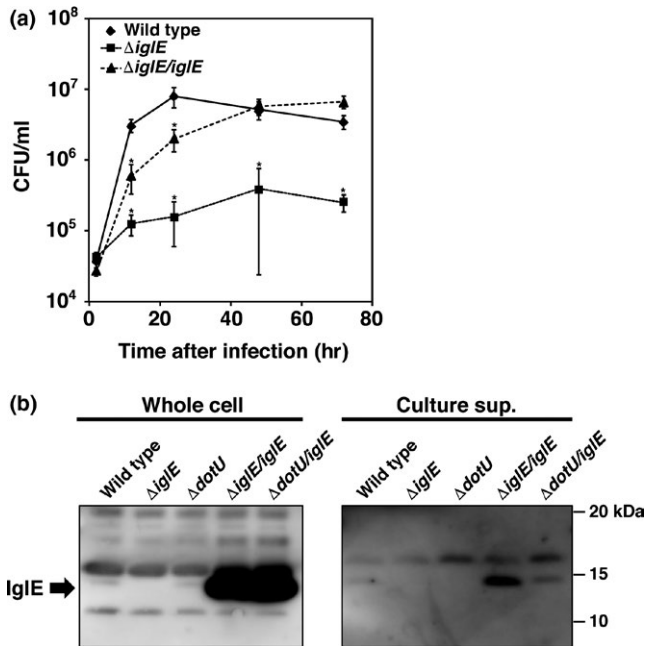 (a)
10⁸
10⁷
10⁶
10⁵
10⁴
CFU/ml
Wild type
ΔiglE
ΔiglE/iglE
* * * * * *
0 20 40 60 80
Time after infection (hr)
(b)
Whole cell Culture sup.
Wild type ΔiglE ΔdotU ΔiglE/iglE ΔdotU/iglE Wild type ΔiglE ΔdotU ΔiglE/iglE ΔdotU/iglE
20 kDa
15
10
IglE